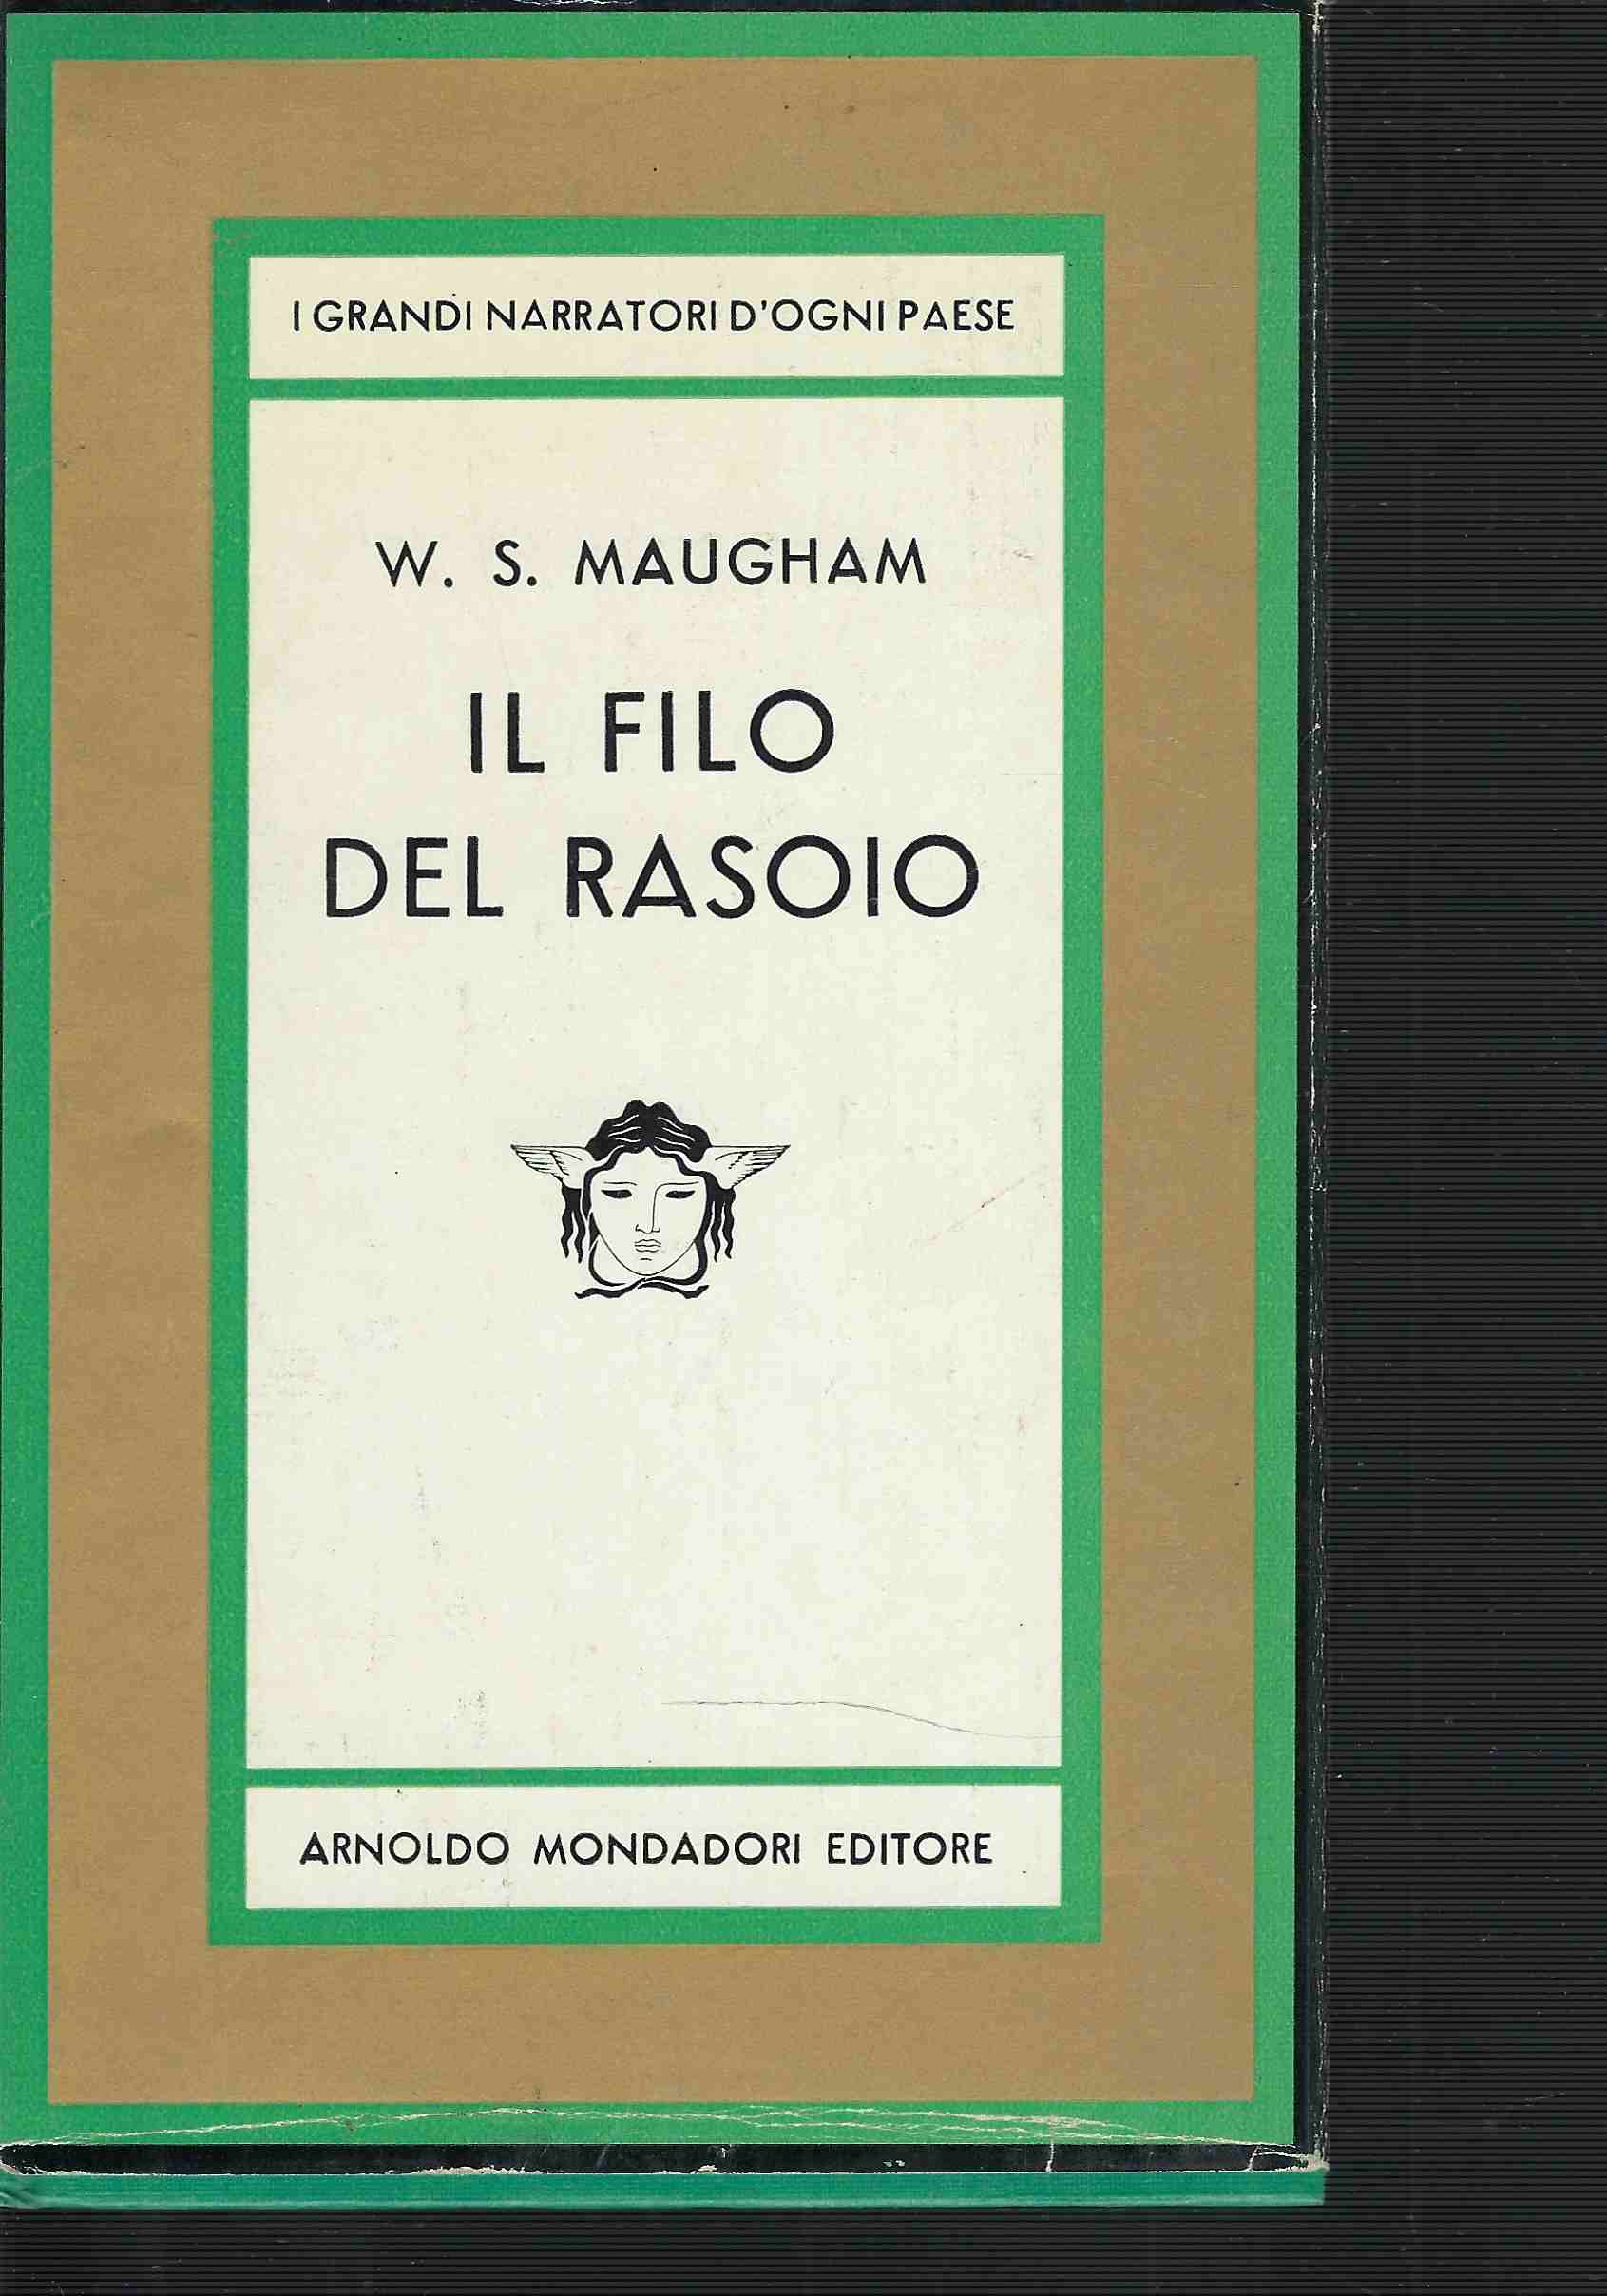 I GRANDI NARRATORI D'OGNI PAESE
W. S. MAUGHAM
IL FILO
DEL RASOIO
ARNOLDO MONDADORI EDITORE